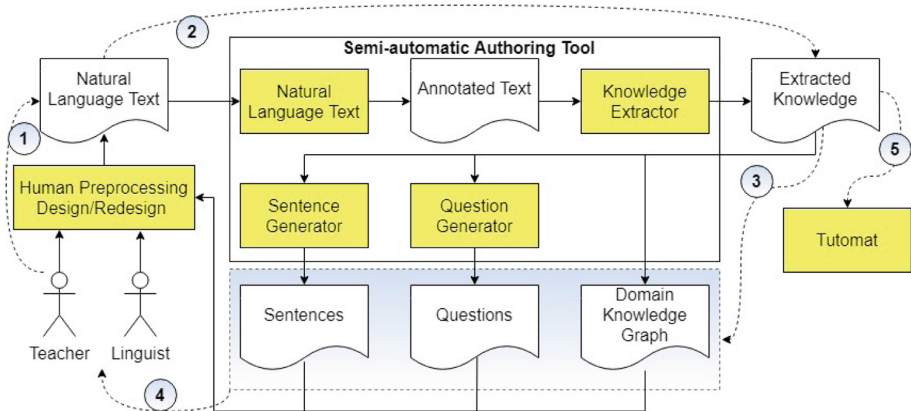 2
Semi-automatic Authoring Tool
Natural
Language Text
Natural
Language Text
Annotated Text
Knowledge
Extractor
Extracted
Knowledge
1
5
3
Human Preprocessing
Design/Redesign
Sentence
Generator
Question
Generator
Tutomat
Sentences
Questions
Domain
Knowledge
Graph
Teacher
Linguist
4